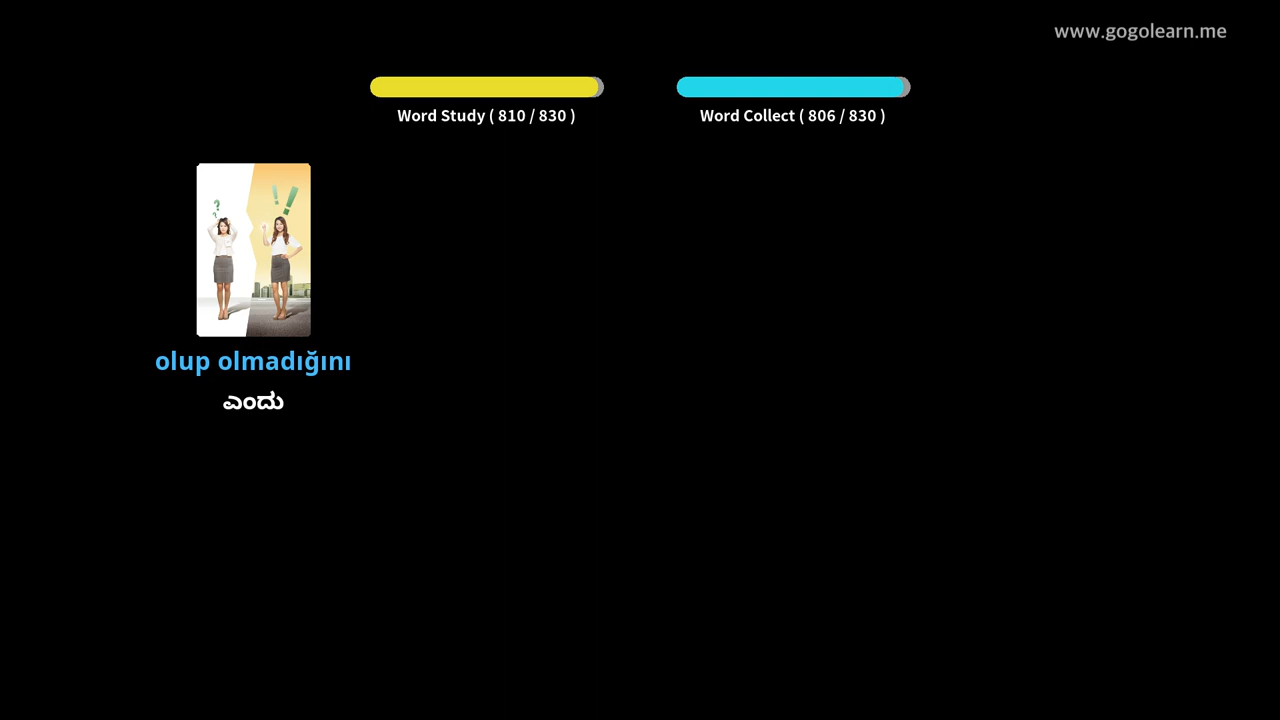 www.gogolearn.me
Word Study ( 810 / 830 )
Word Collect ( 806 / 830 )
olup olmadığını
ಎಂದು